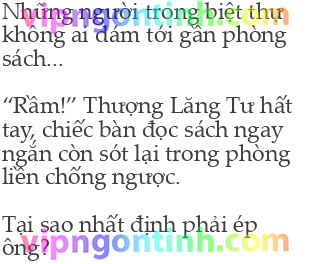 Những người trong biệt thự
không ai dám tới gần phòng
sách...
“Rầm!” Thượng Lăng Tư hất
tay, chiếc bàn đọc sách ngay
ngắn còn sót lại trong phòng
liền chổng ngược.
Tại sao nhất định phải ép
ông?
vipngontinh.com
vipngontinh.com